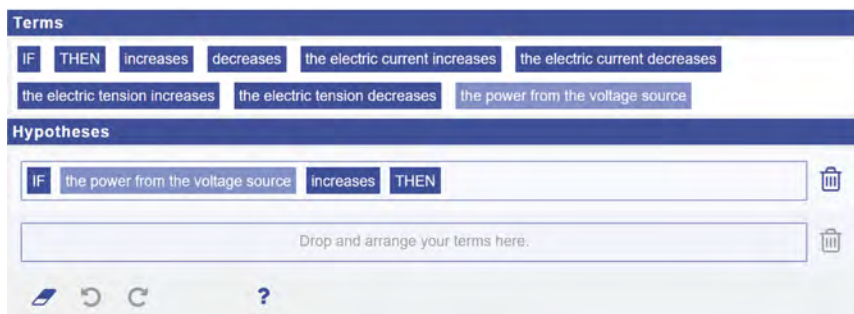 Terms
IF THEN increases decreases the electric current increases the electric current decreases
the electric tension increases the electric tension decreases the power from the voltage source
Hypotheses
IF the power from the voltage source increases THEN
Drop and arrange your terms here.
?